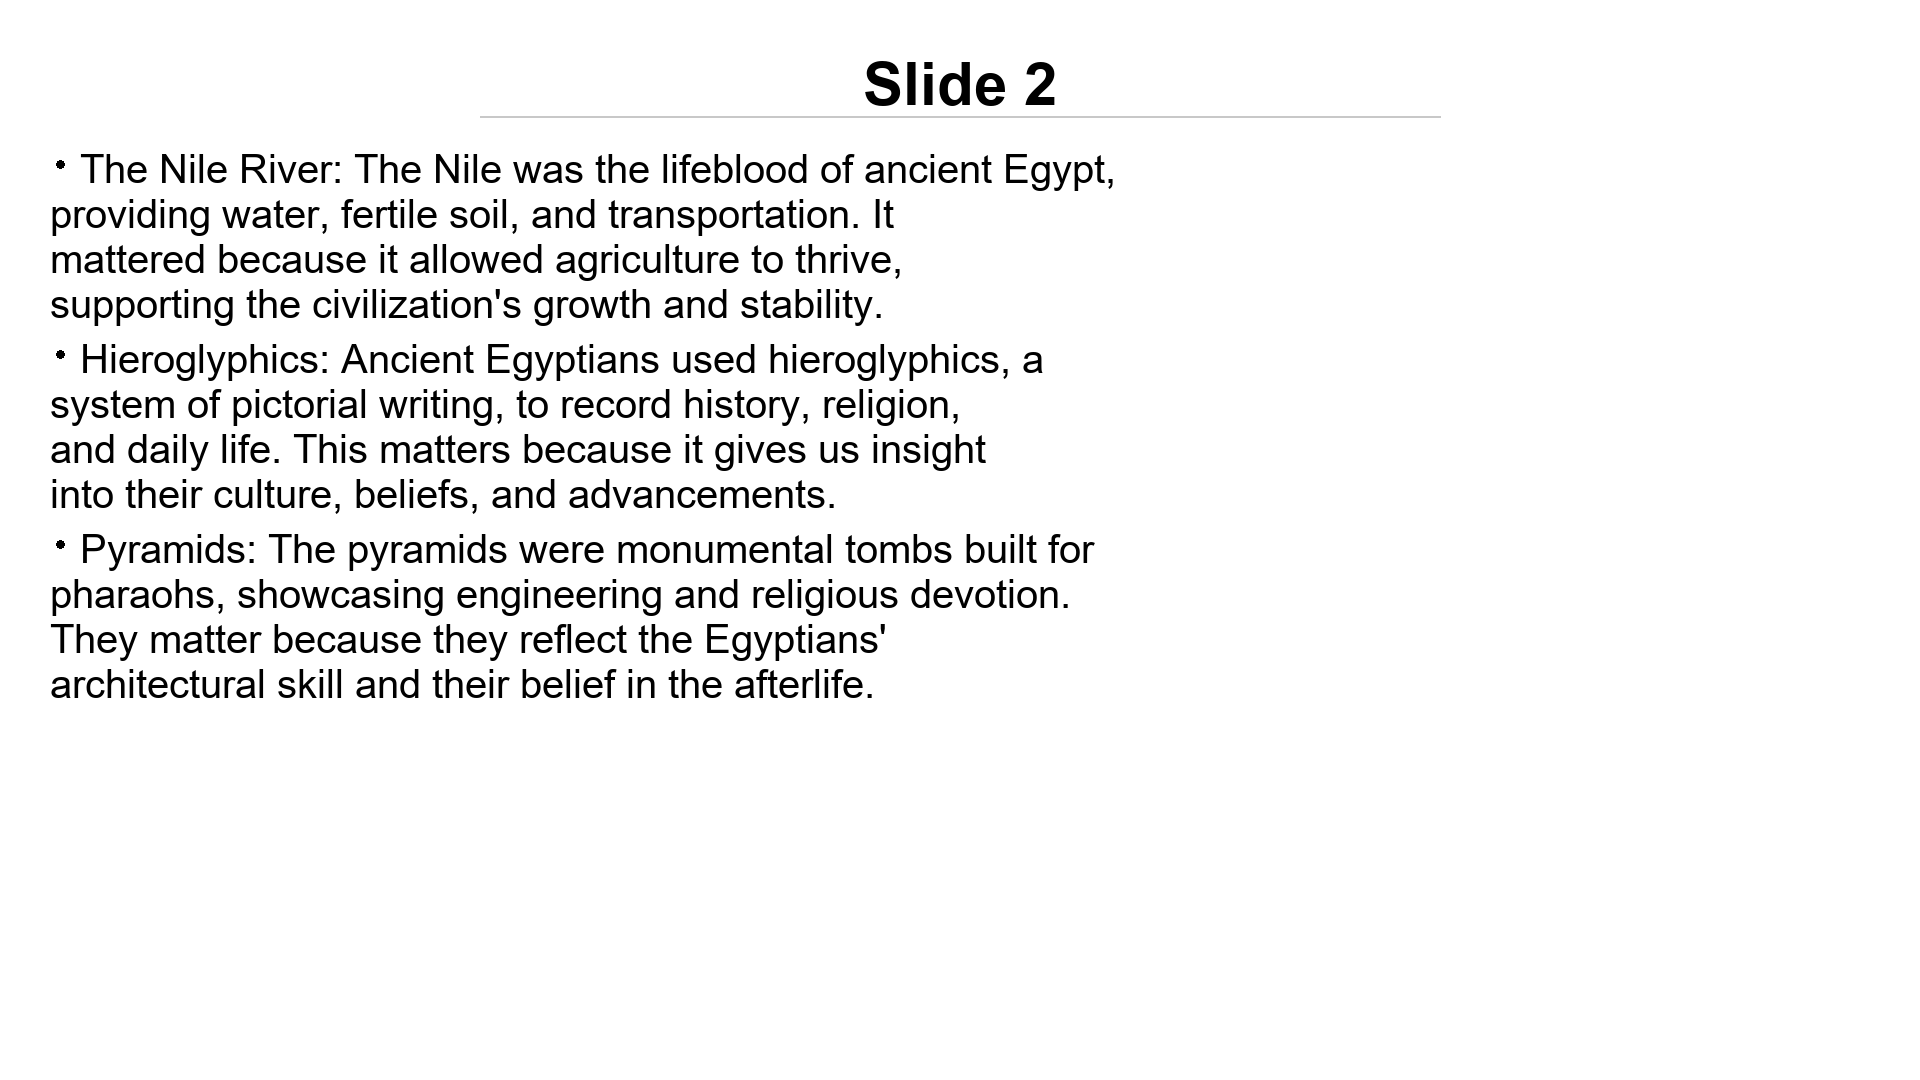 Slide 2
• The Nile River: The Nile was the lifeblood of ancient Egypt,
providing water, fertile soil, and transportation. It
mattered because it allowed agriculture to thrive,
supporting the civilization's growth and stability.
• Hieroglyphics: Ancient Egyptians used hieroglyphics, a
system of pictorial writing, to record history, religion,
and daily life. This matters because it gives us insight
into their culture, beliefs, and advancements.
• Pyramids: The pyramids were monumental tombs built for
pharaohs, showcasing engineering and religious devotion.
They matter because they reflect the Egyptians'
architectural skill and their belief in the afterlife.